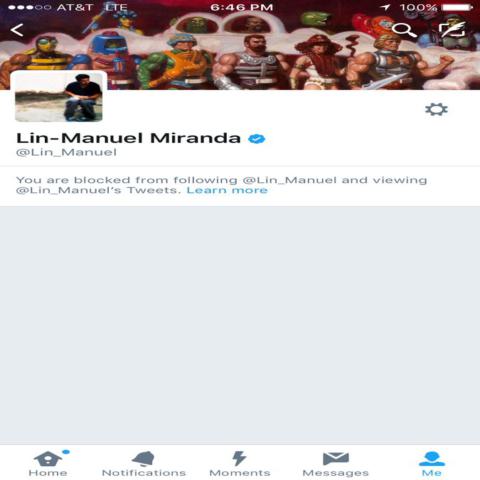 AT&T LTE 6:46 PM 100%
Lin-Manuel Miranda
@Lin_Manuel
You are blocked from following @Lin_Manuel and viewing
@Lin_Manuel's Tweets. Learn more
Home Notifications Moments Messages Me